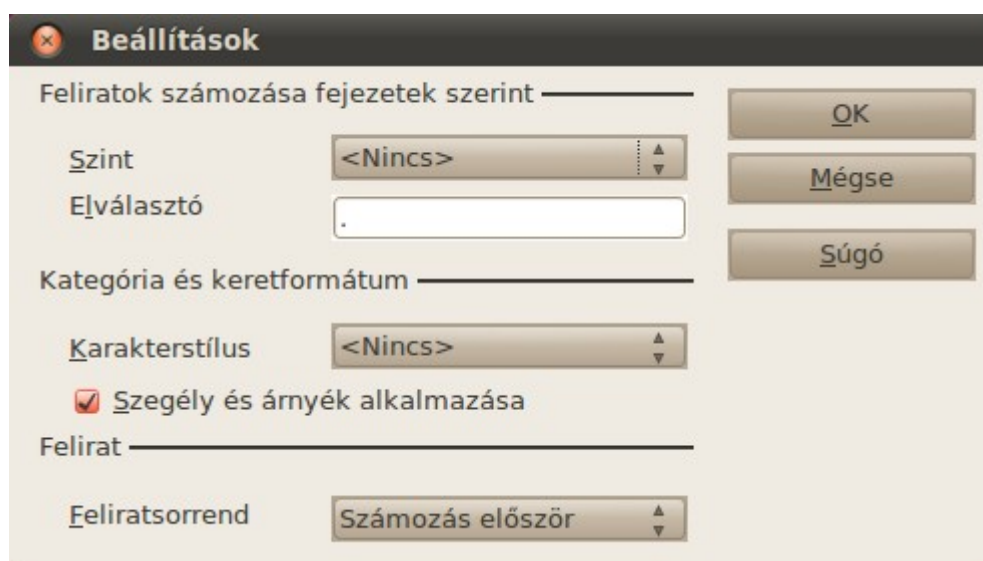 Beállítások
Feliratok számozása fejezetek szerint
Szint <Nincs>
Elválasztó .
Kategória és keretformátum
Karakterstílus <Nincs>
Szegély és árnyék alkalmazása
Felirat
Feliratsorrend Számozás először
OK
Mégse
Súgó